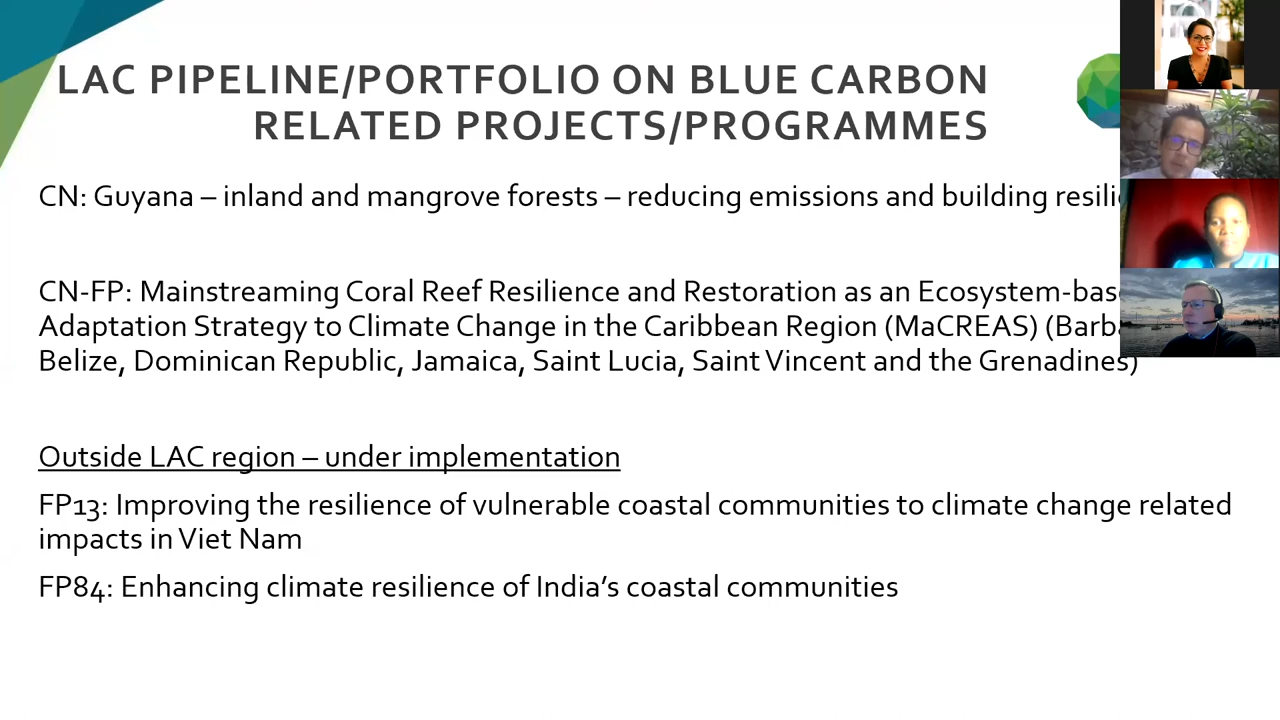 LAC PIPELINE/PORTFOLIO ON BLUE CARBON
RELATED PROJECTS/PROGRAMMES
CN: Guyana – inland and mangrove forests – reducing emissions and building
CN-FP: Mainstreaming Coral Reef Resilience and Restoration as an
Adaptation Strategy to Climate Change in the Caribbean Region (MaCREAS)
Belize, Dominican Republic, Jamaica, Saint Lucia, Saint Vincent and the Grenadines)
Outside LAC region – under implementation
FP13: Improving the resilience of vulnerable coastal communities to climate change related
impacts in Viet Nam
FP84: Enhancing climate resilience of India’s coastal communities